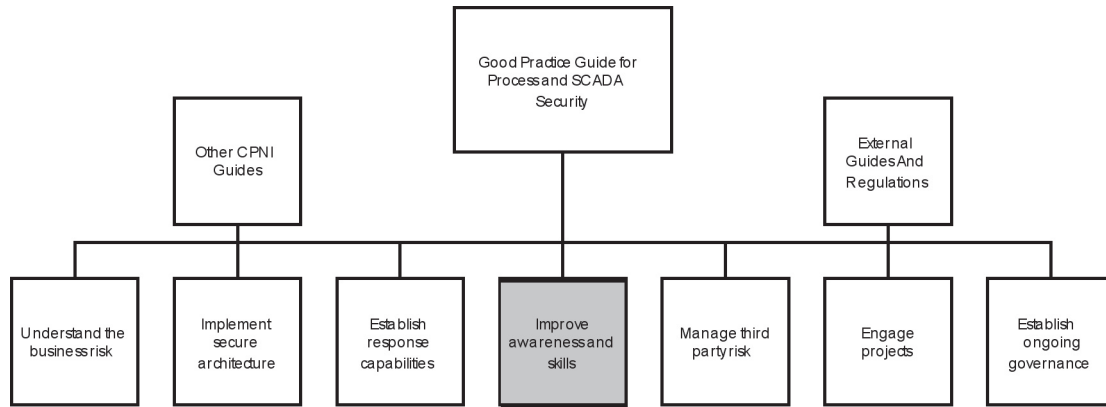 Good Practice Guide for
Process and SCADA
Security
Other CPNI
Guides
External
Guides And
Regulations
Understand the
business risk
Implement
secure
architecture
Establish
response
capabilities
Improve
awareness and
skills
Manage third
party risk
Engage
projects
Establish
ongoing
governance